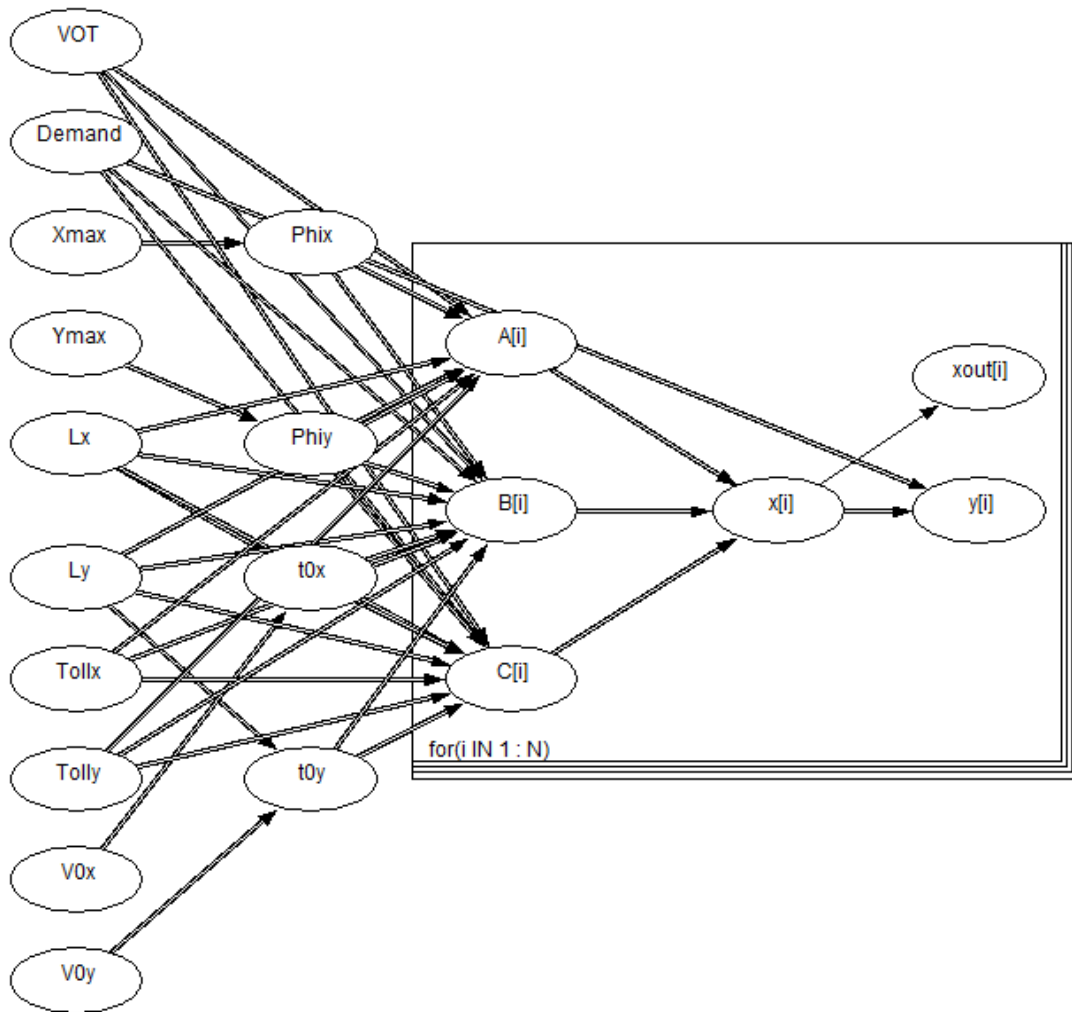 VOT
Demand
Xmax
Phix
Ymax
A[i]
xout[i]
Lx
Phiy
B[i]
x[i]
y[i]
Ly
t0x
Tollx
C[i]
for(i IN 1 : N)
Tolly
t0y
V0x
V0y